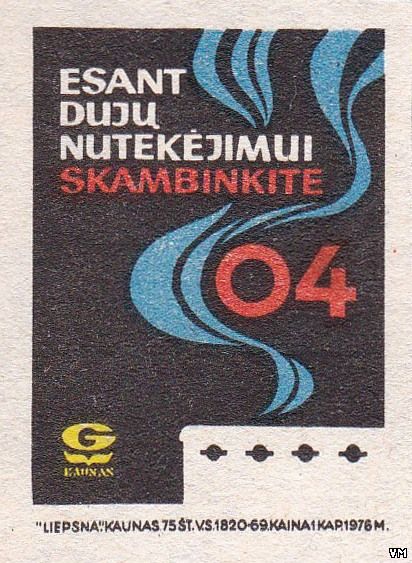 ESANT
DUJŲ
NUTEKĖJIMUI
SKAMBINKITE
04
G
KAUNAS
"LIEPSNA". KAUNAS. 75 ŠT. V.S. 1820-69. KAINA 1 KAP. 1976 M.
VM